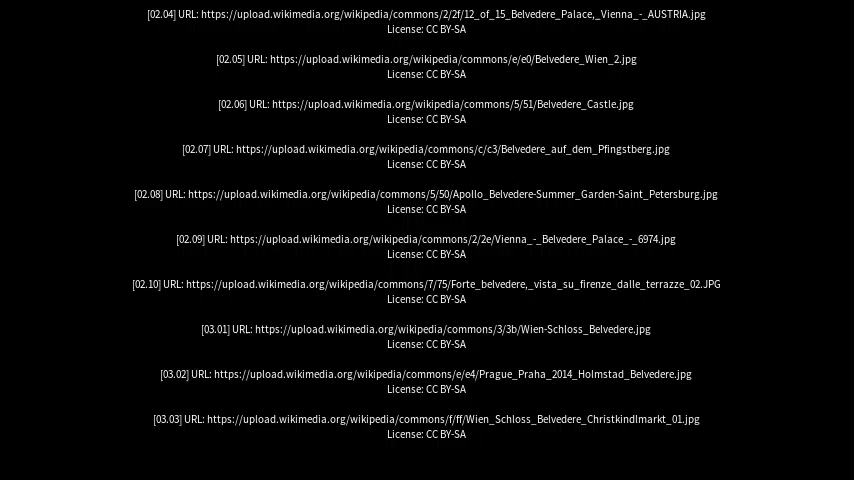 [02.04] URL: https://upload.wikimedia.org/wikipedia/commons/2/2f/12_of_15_Belvedere_Palace,_Vienna_-_AUSTRIA.jpg
License: CC BY-SA
[02.05] URL: https://upload.wikimedia.org/wikipedia/commons/e/e0/Belvedere_Wien_2.jpg
License: CC BY-SA
[02.06] URL: https://upload.wikimedia.org/wikipedia/commons/5/51/Belvedere_Castle.jpg
License: CC BY-SA
[02.07] URL: https://upload.wikimedia.org/wikipedia/commons/c/c3/Belvedere_auf_dem_Pfingstberg.jpg
License: CC BY-SA
[02.08] URL: https://upload.wikimedia.org/wikipedia/commons/5/50/Apollo_Belvedere-Summer_Garden-Saint_Petersburg.jpg
License: CC BY-SA
[02.09] URL: https://upload.wikimedia.org/wikipedia/commons/2/2e/Vienna_-_Belvedere_Palace_-_6974.jpg
License: CC BY-SA
[02.10] URL: https://upload.wikimedia.org/wikipedia/commons/7/75/Forte_belvedere,_vista_su_firenze_dalle_terrazze_02.JPG
License: CC BY-SA
[03.01] URL: https://upload.wikimedia.org/wikipedia/commons/3/3b/Wien-Schloss_Belvedere.jpg
License: CC BY-SA
[03.02] URL: https://upload.wikimedia.org/wikipedia/commons/e/e4/Prague_Praha_2014_Holmstad_Belvedere.jpg
License: CC BY-SA
[03.03] URL: https://upload.wikimedia.org/wikipedia/commons/f/ff/Wien_Schloss_Belvedere_Christkindlmarkt_01.jpg
License: CC BY-SA